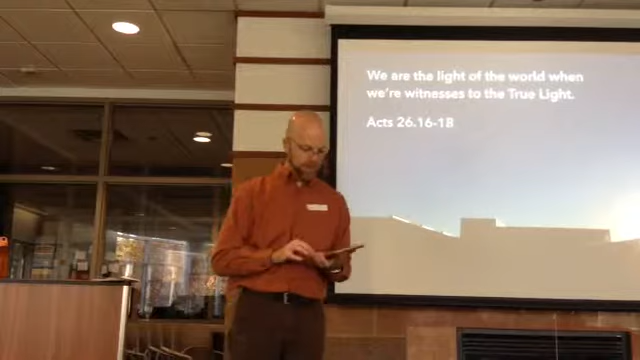 We are the light of the world when
we're witnesses to the True Light.
Acts 26.16-18